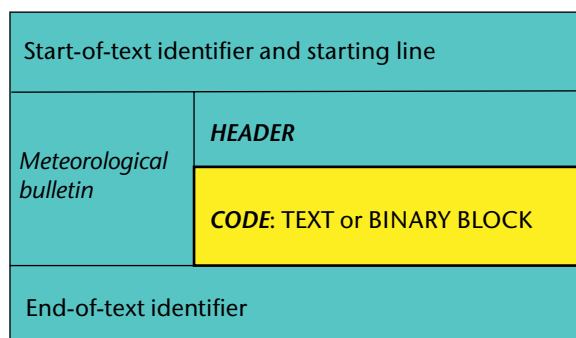 Start-of-text identifier and starting line
HEADER
Meteorological
bulletin
CODE: TEXT or BINARY BLOCK
End-of-text identifier